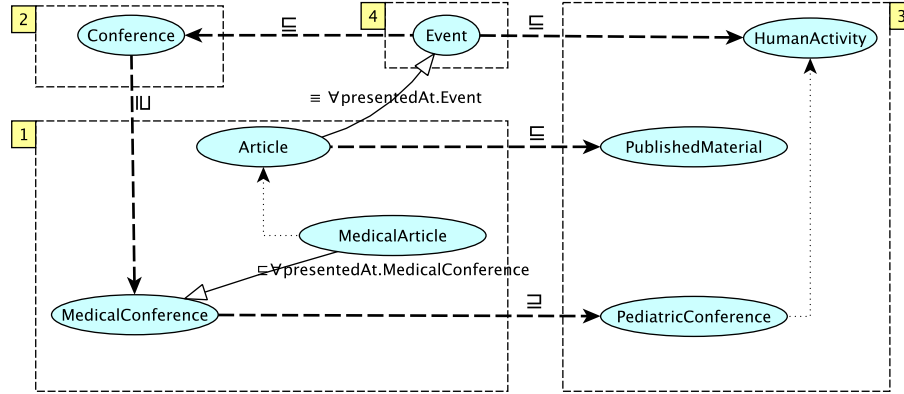 2
Conference
⊑
4
Event
⊑
3
HumanActivity
⊒
≡ ∀presentedAt.Event
1
Article
⊑
PublishedMaterial
MedicalArticle
⊑∀presentedAt.MedicalConference
MedicalConference
⊒
PediatricConference